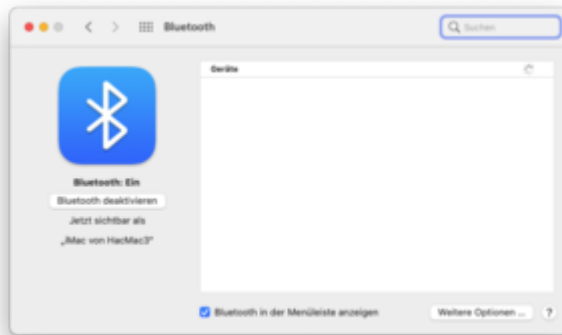 Bluetooth
Suchen
Geräte
Bluetooth: Ein
Bluetooth deaktivieren
Jetzt sichtbar als
„iMac von HacMac3“
Bluetooth in der Menüleiste anzeigen
Weitere Optionen ...
?